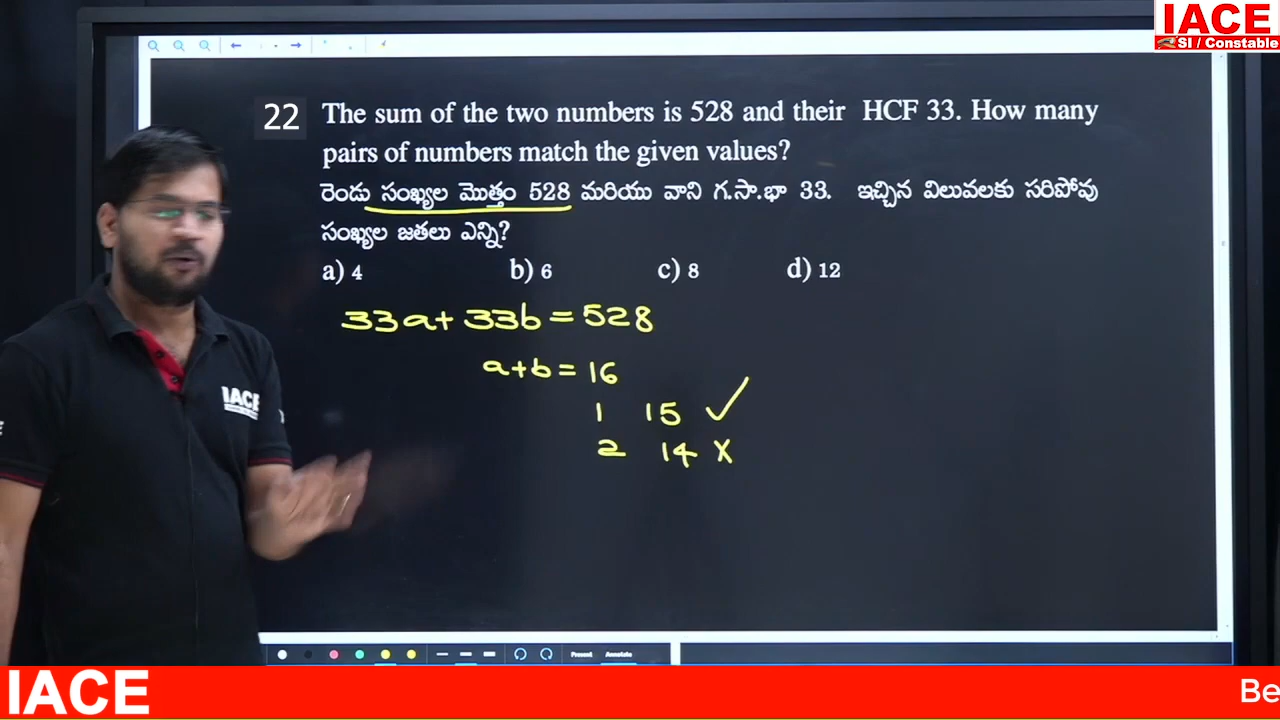 IACE
SI / Constable
22 The sum of the two numbers is 528 and their HCF 33. How many
pairs of numbers match the given values?
రెండు సంఖ్యల మొత్తం 528 మరియు వాని గ.సా.భా 33. ఇచ్చిన విలువలకు సరిపోవు
సంఖ్యల జతలు ఎన్ని?
a) 4 b) 6 c) 8 d) 12
33a+ 33b = 528
a+b = 16
1 15 ✓
2 14 X
IACE
Present Annotate
IACE
Be